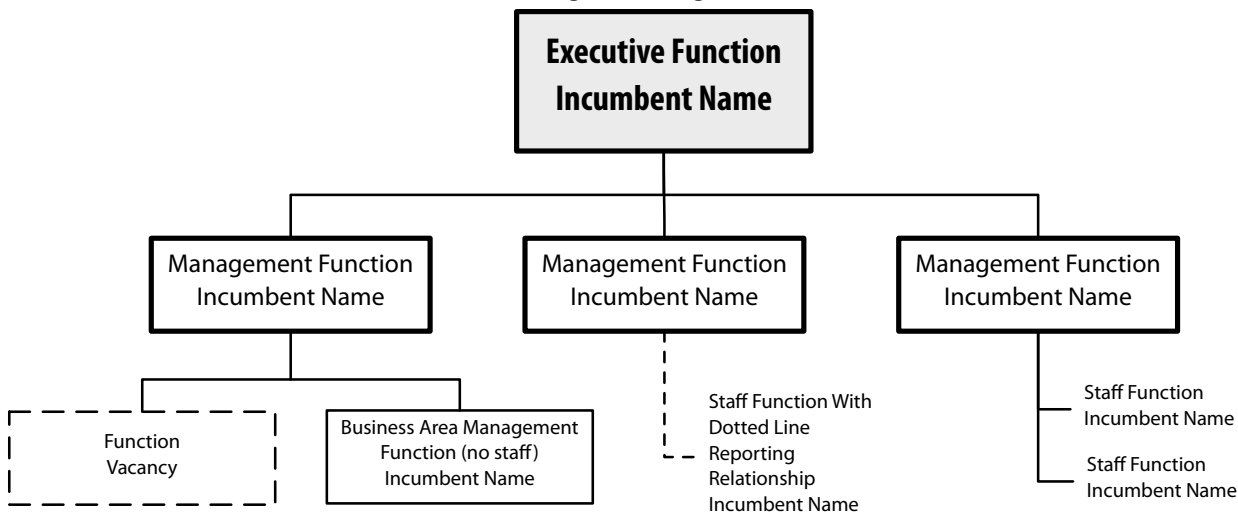 Executive Function
Incumbent Name
Management Function
Incumbent Name
Management Function
Incumbent Name
Management Function
Incumbent Name
Function
Vacancy
Business Area Management
Function (no staff)
Incumbent Name
Staff Function With
Dotted Line
Reporting
Relationship
Incumbent Name
Staff Function
Incumbent Name
Staff Function
Incumbent Name